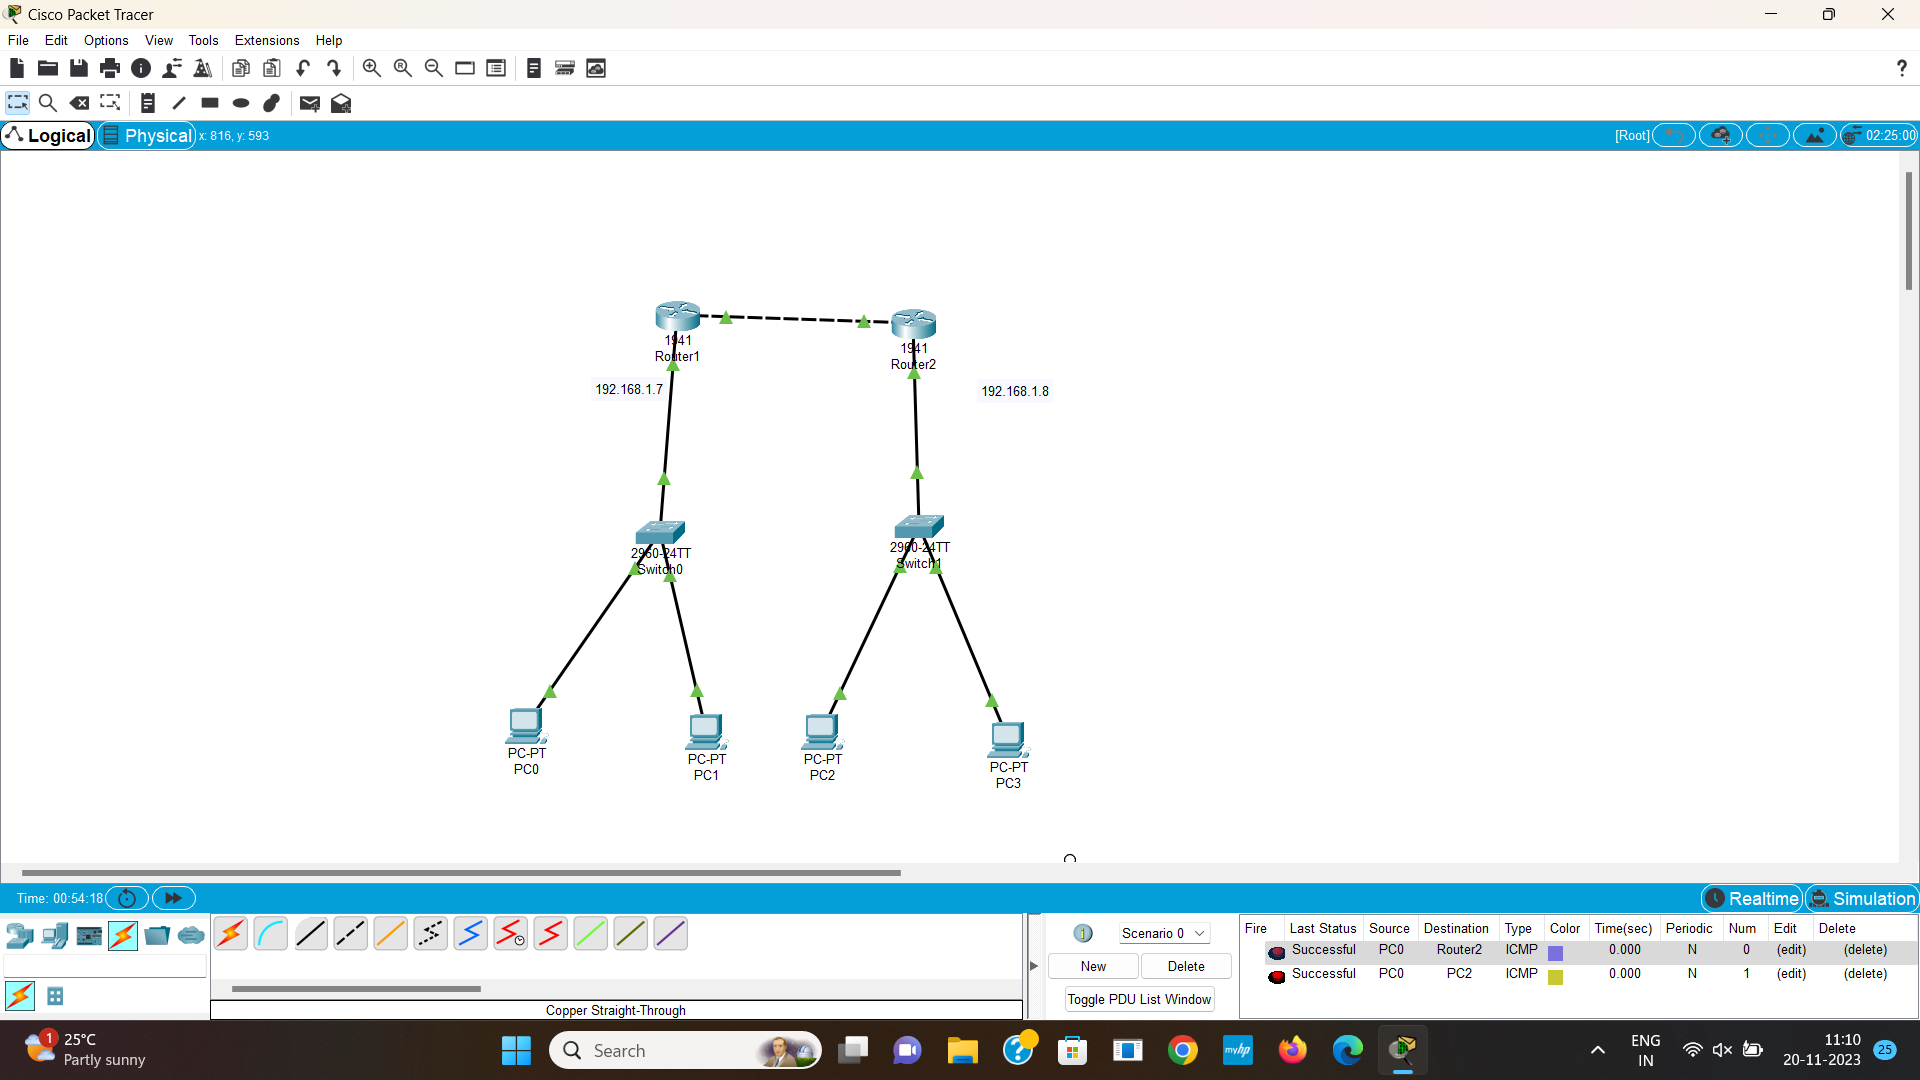 Cisco Packet Tracer
File Edit Options View Tools Extensions Help
Logical Physical x: 816, y: 593 [Root] 02:25:00
1941
Router1
1941
Router2
192.168.1.7
192.168.1.8
2960-24TT
Switch0
2960-24TT
Switch1
PC-PT
PC0
PC-PT
PC1
PC-PT
PC2
PC-PT
PC3
Time: 00:54:18 Realtime Simulation
Scenario 0
New Delete
Toggle PDU List Window
Fire Last Status Source Destination Type Color Time(sec) Periodic Num Edit Delete
Successful PC0 Router2 ICMP 0.000 N 0 (edit) (delete)
Successful PC0 PC2 ICMP 0.000 N 1 (edit) (delete)
Copper Straight-Through
1
25°C
Partly sunny
Search
myhp
ENG
IN
11:10
20-11-2023
25